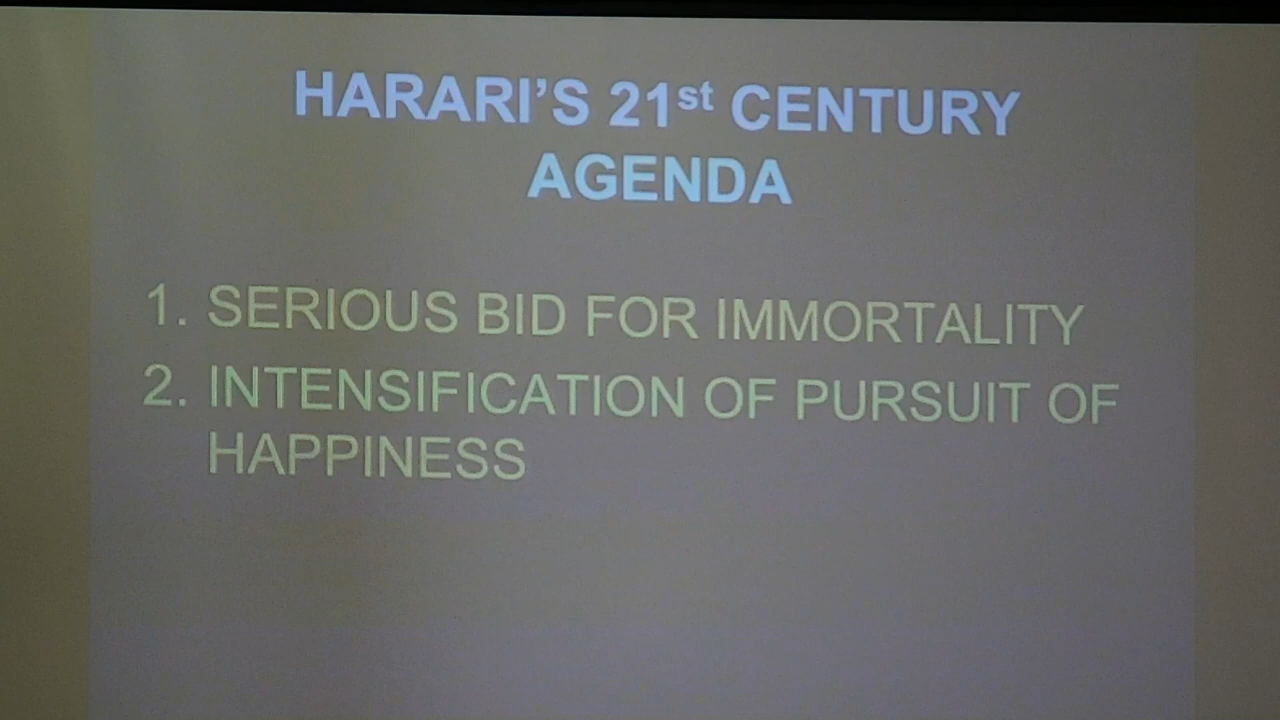 HARARI'S 21st CENTURY
AGENDA
1. SERIOUS BID FOR IMMORTALITY
2. INTENSIFICATION OF PURSUIT OF
HAPPINESS